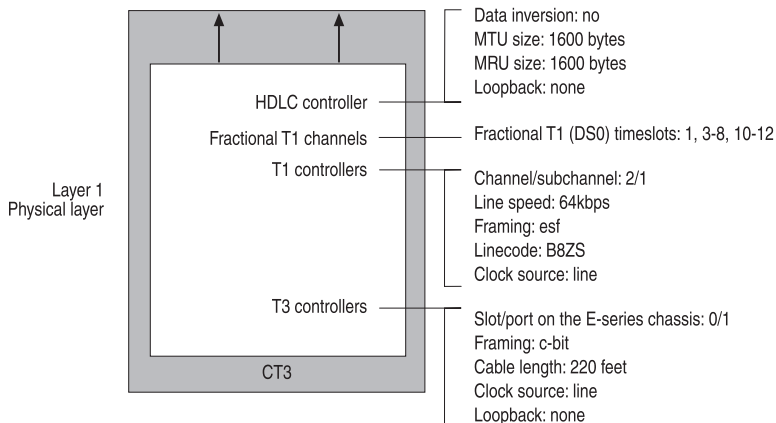 Data inversion: no
MTU size: 1600 bytes
MRU size: 1600 bytes
Loopback: none
HDLC controller
Fractional T1 channels
Fractional T1 (DS0) timeslots: 1, 3-8, 10-12
T1 controllers
Channel/subchannel: 2/1
Line speed: 64kbps
Framing: esf
Linecode: B8ZS
Clock source: line
Layer 1
Physical layer
T3 controllers
Slot/port on the E-series chassis: 0/1
Framing: c-bit
Cable length: 220 feet
Clock source: line
Loopback: none
CT3